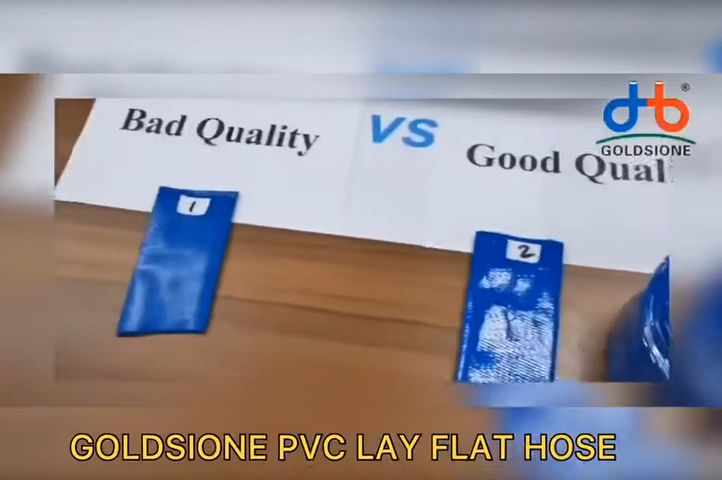 Bad Quality VS Good Qual
GOLDSIONE
1
2
GOLDSIONE PVC LAY FLAT HOSE